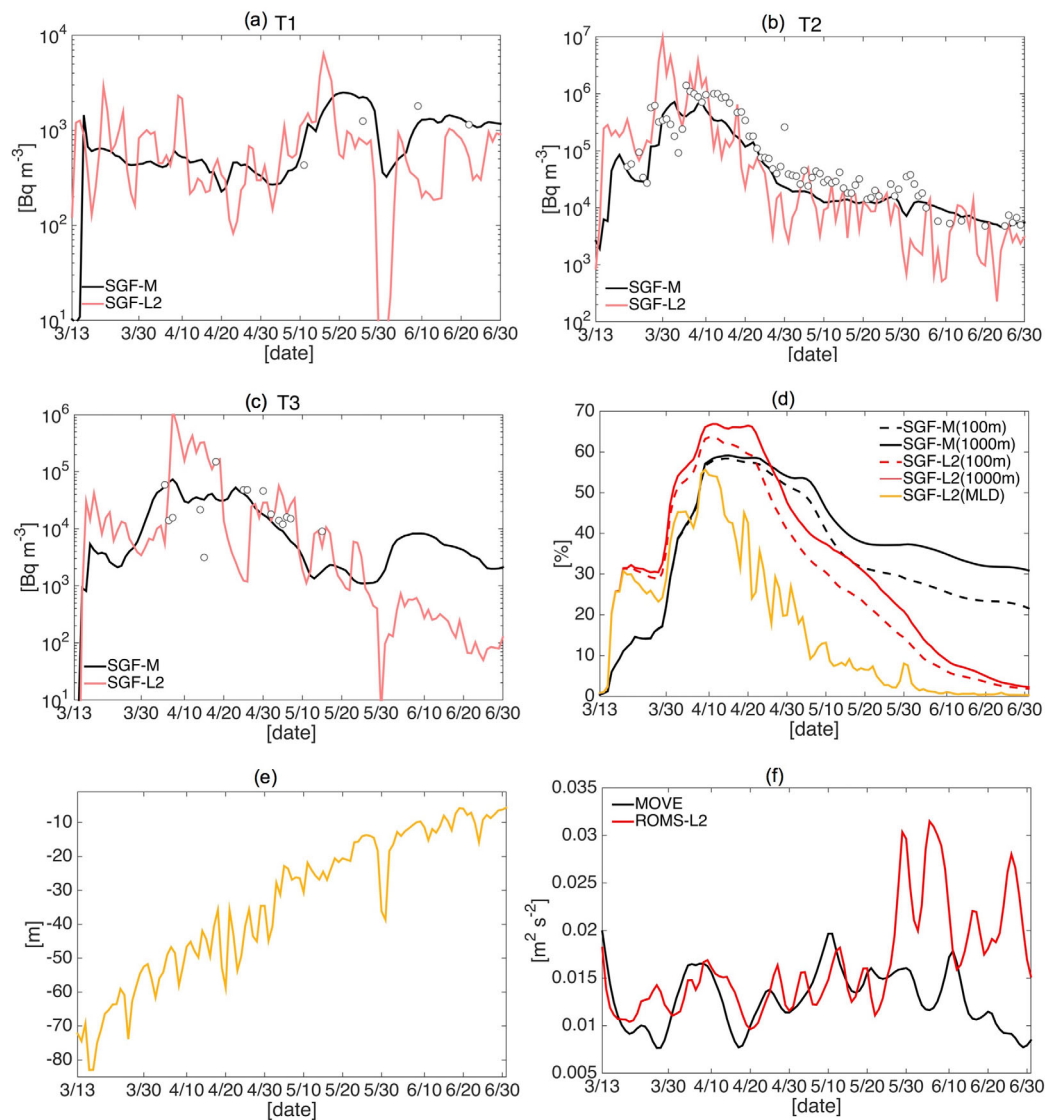 (a) T1
[Bq m-3]
10^4
10^3
10^2
10^1
SGF-M
SGF-L2
3/13 3/30 4/10 4/20 4/30 5/10 5/20 5/30 6/10 6/20 6/30
[date]
(b) T2
[Bq m-3]
10^7
10^6
10^5
10^4
10^3
10^2
SGF-M
SGF-L2
3/13 3/30 4/10 4/20 4/30 5/10 5/20 5/30 6/10 6/20 6/30
[date]
(c) T3
[Bq m-3]
10^6
10^5
10^4
10^3
10^2
10^1
SGF-M
SGF-L2
3/13 3/30 4/10 4/20 4/30 5/10 5/20 5/30 6/10 6/20 6/30
[date]
(d)
[%]
70
60
50
40
30
20
10
0
SGF-M(100m)
SGF-M(1000m)
SGF-L2(100m)
SGF-L2(1000m)
SGF-L2(MLD)
3/13 3/30 4/10 4/20 4/30 5/10 5/20 5/30 6/10 6/20 6/30
[date]
(e)
[m]
-10
-20
-30
-40
-50
-60
-70
-80
3/13 3/30 4/10 4/20 4/30 5/10 5/20 5/30 6/10 6/20 6/30
[date]
(f)
[m2 s-2]
0.035
0.03
0.025
0.02
0.015
0.01
0.005
MOVE
ROMS-L2
3/13 3/30 4/10 4/20 4/30 5/10 5/20 5/30 6/10 6/20 6/30
[date]